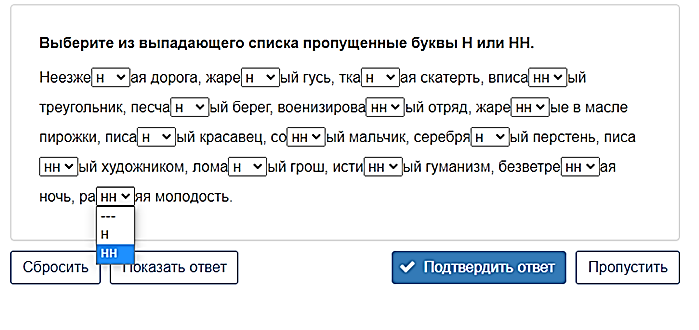 Выберите из выпадающего списка пропущенные буквы Н или НН.
Неезже н ая дорога, жаре н ый гусь, тка н ая скатерть, вписа нн ый
треугольник, песча н ый берег, военизирова нн ый отряд, жаре нн ые в масле
пирожки, писа н ый красавец, со нн ый мальчик, серебря н ый перстень, писа
нн ый художником, лома н ый грош, исти нн ый гуманизм, безветре нн ая
ночь, ра нн яя молодость.
---
н
нн
Сбросить Показать ответ Подтвердить ответ Пропустить